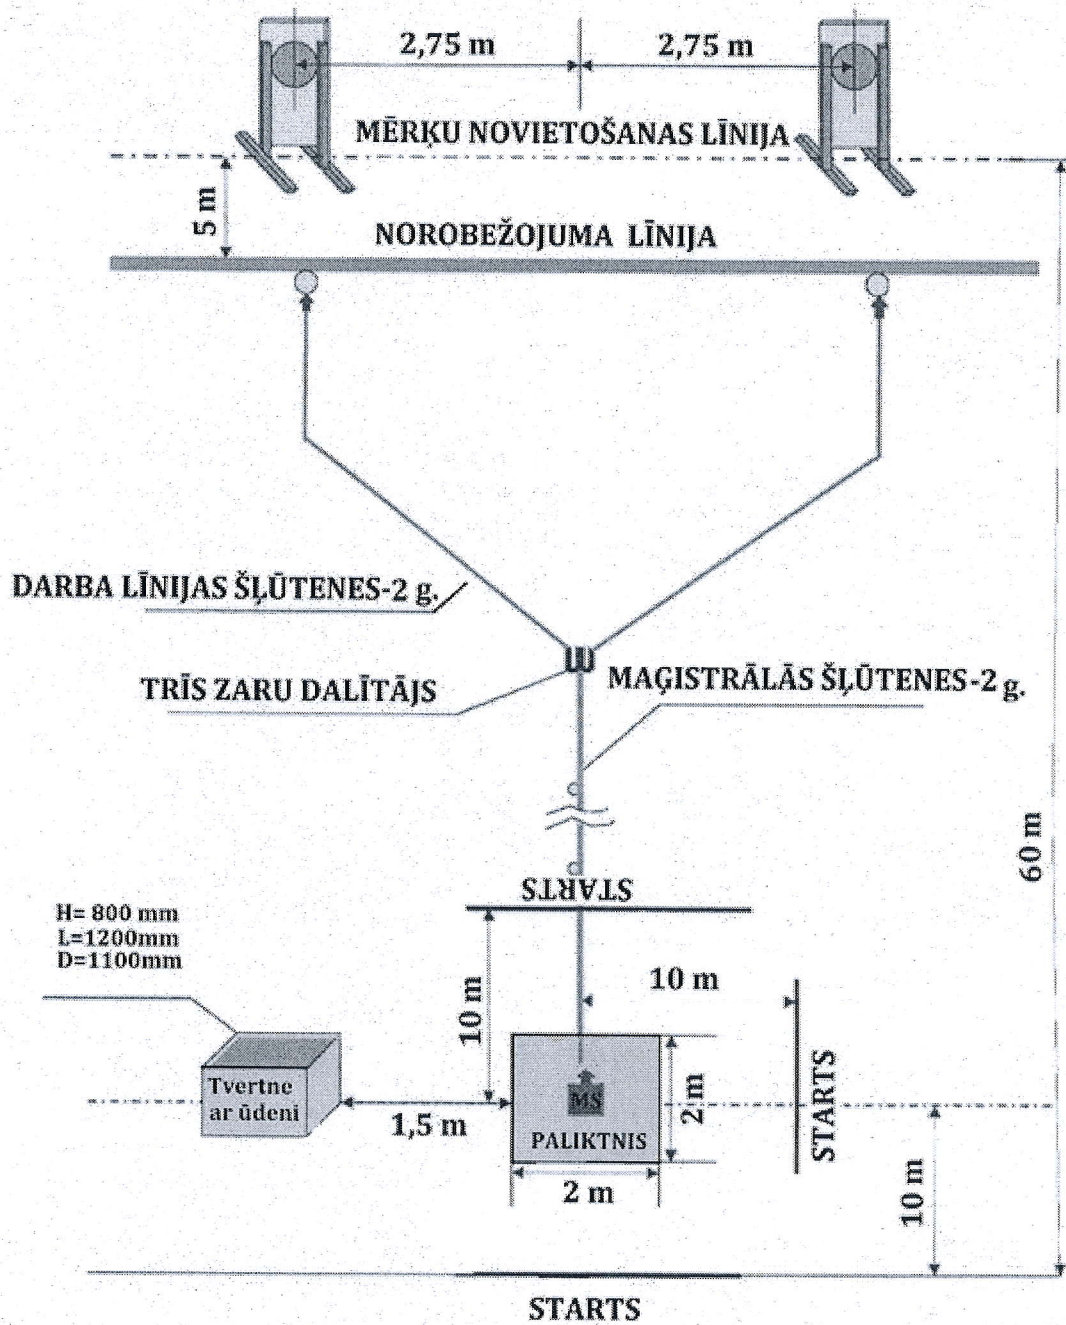 2,75 m
2,75 m
MĒRĶU NOVIETOŠANAS LĪNIJA
5 m
NOROBEŽOJUMA LĪNIJA
DARBA LĪNIJAS ŠĻŪTENES-2 g.
TRĪS ZARU DALĪTĀJS
MAĢISTRĀLĀS ŠĻŪTENES-2 g.
60 m
STARTS
H= 800 mm
L=1200mm
D=1100mm
10 m
10 m
Tvertne
ar ūdeni
1,5 m
MS
PALIKTNIS
2 m
2 m
STARTS
10 m
STARTS